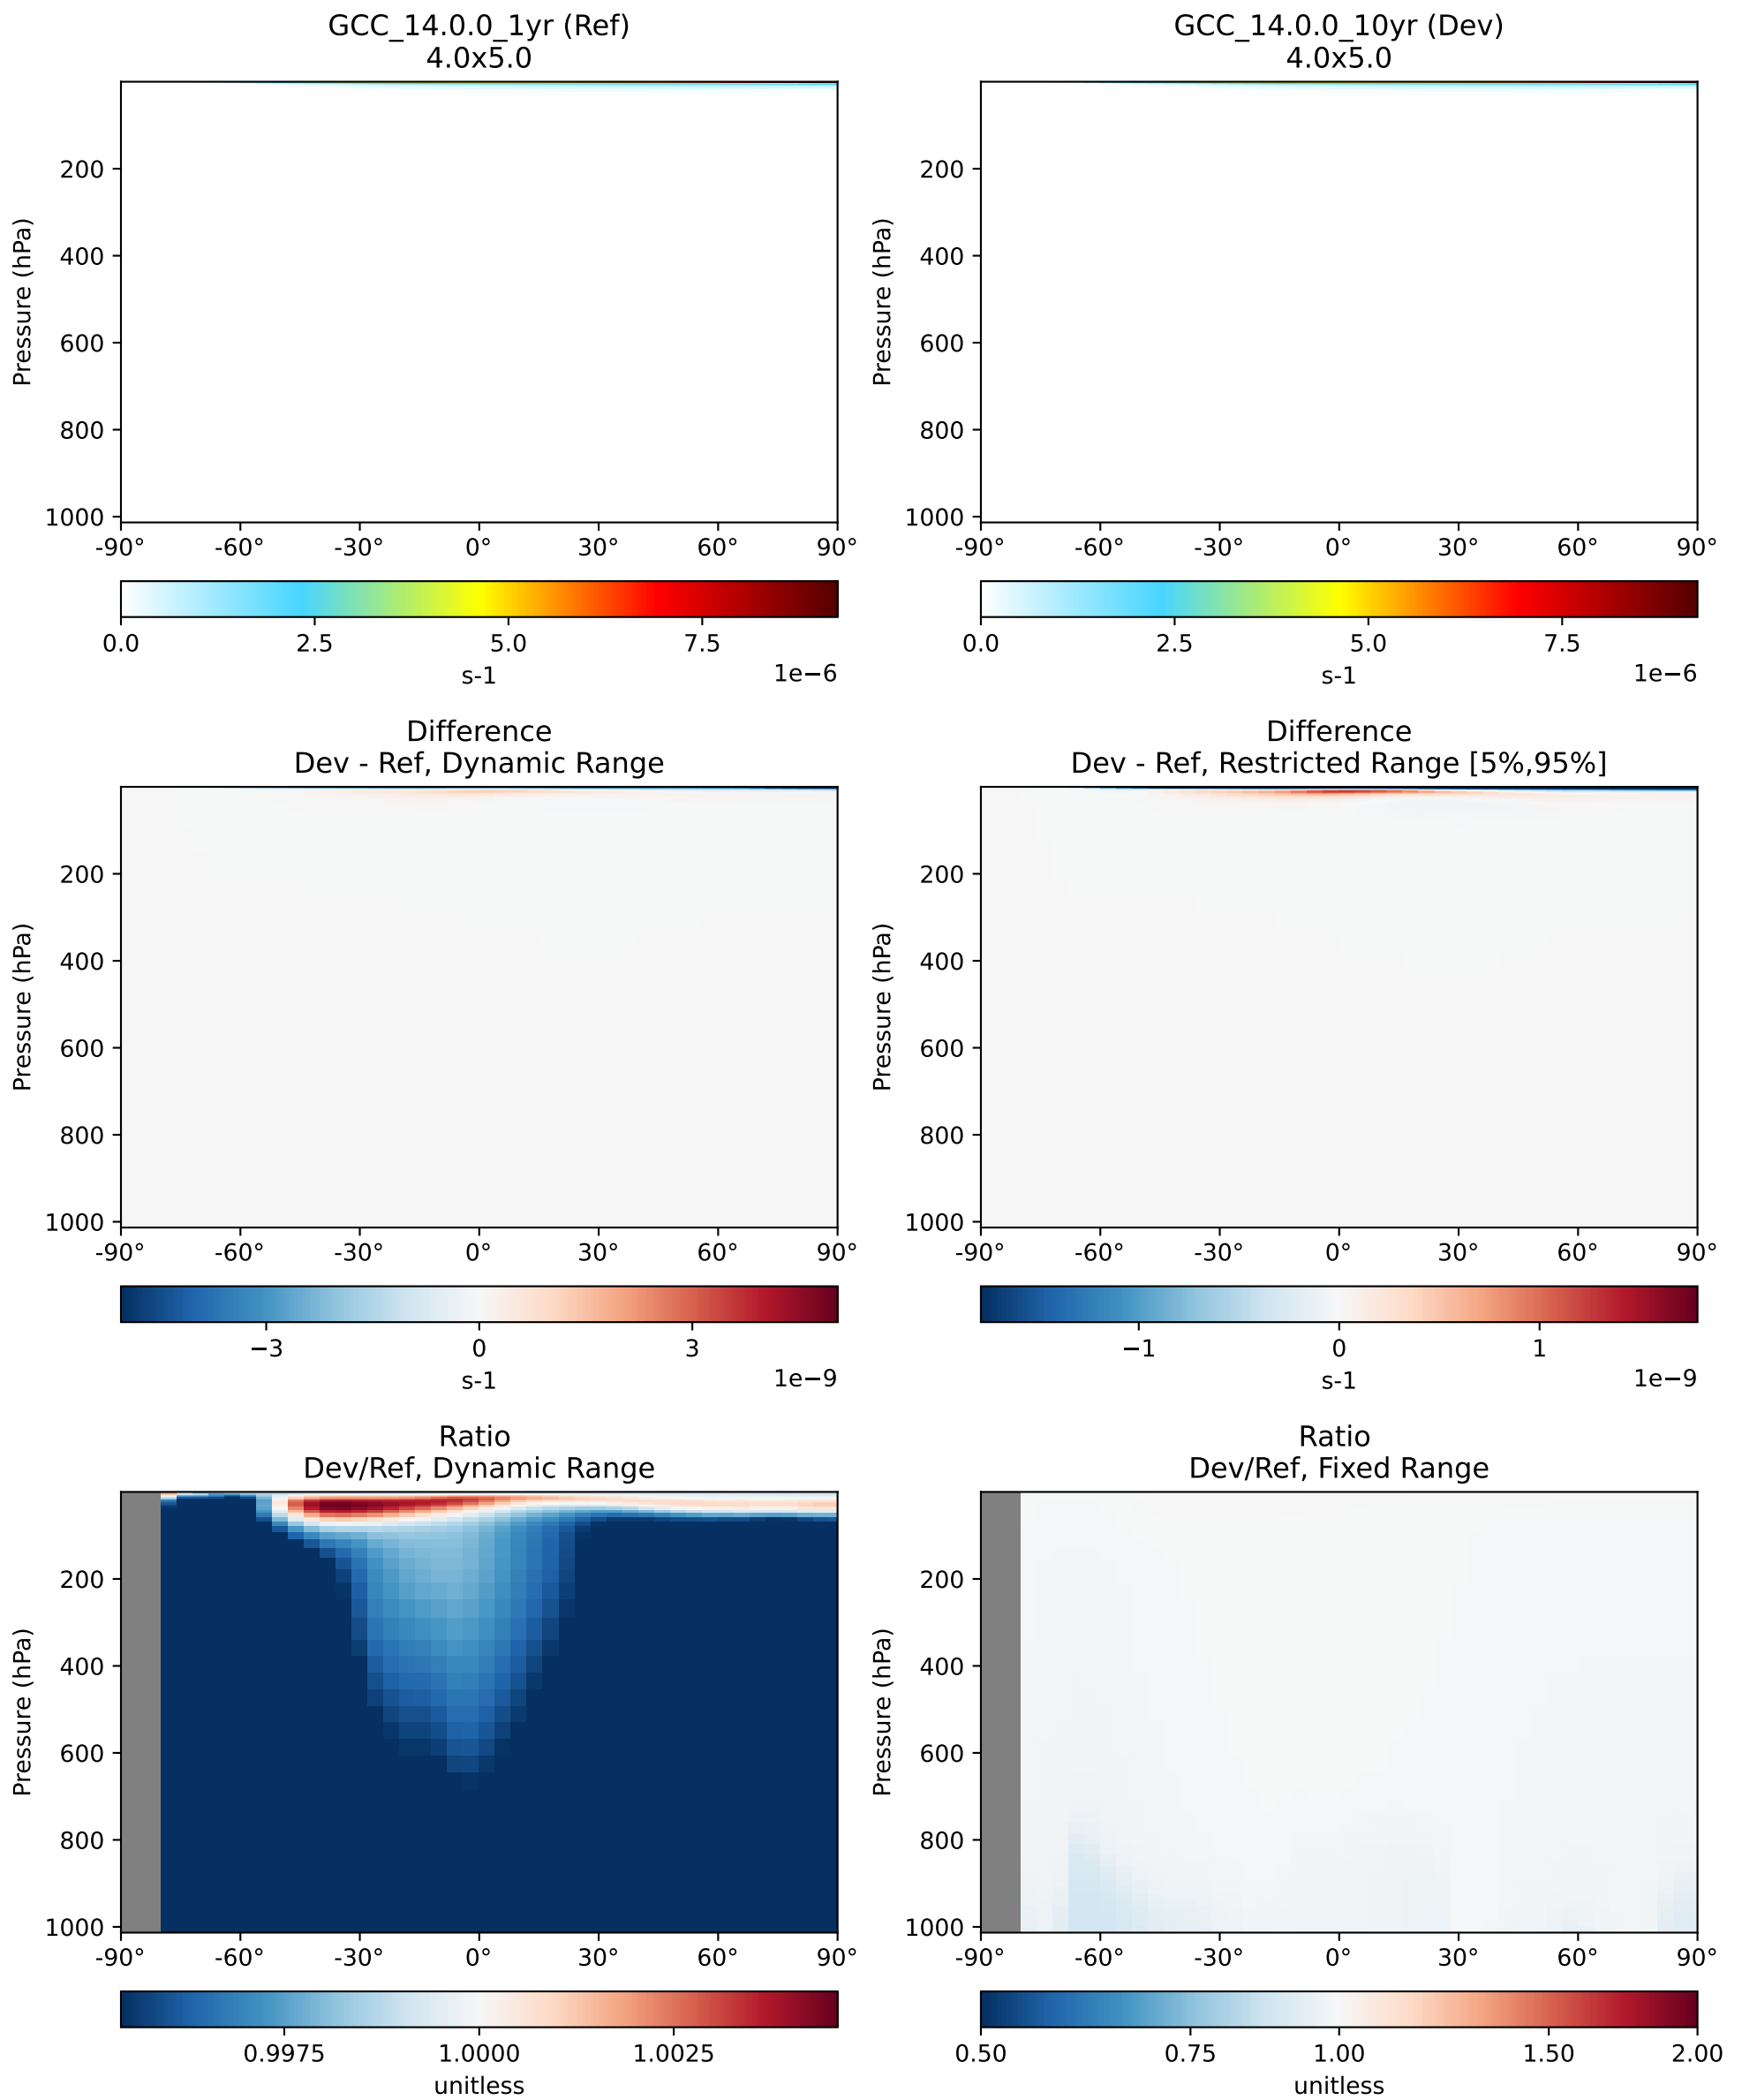 GCC_14.0.0_1yr (Ref)
4.0x5.0
GCC_14.0.0_10yr (Dev)
4.0x5.0
Pressure (hPa)
200
400
600
800
1000
-90° -60° -30° 0° 30° 60° 90°
0.0 2.5 5.0 7.5
s-1
1e−6
Pressure (hPa)
200
400
600
800
1000
-90° -60° -30° 0° 30° 60° 90°
0.0 2.5 5.0 7.5
s-1
1e−6
Difference
Dev - Ref, Dynamic Range
Pressure (hPa)
200
400
600
800
1000
-90° -60° -30° 0° 30° 60° 90°
−3 0 3
s-1
1e−9
Difference
Dev - Ref, Restricted Range [5%,95%]
Pressure (hPa)
200
400
600
800
1000
-90° -60° -30° 0° 30° 60° 90°
−1 0 1
s-1
1e−9
Ratio
Dev/Ref, Dynamic Range
Pressure (hPa)
200
400
600
800
1000
-90° -60° -30° 0° 30° 60° 90°
0.9975 1.0000 1.0025
unitless
Ratio
Dev/Ref, Fixed Range
Pressure (hPa)
200
400
600
800
1000
-90° -60° -30° 0° 30° 60° 90°
0.50 0.75 1.00 1.50 2.00
unitless